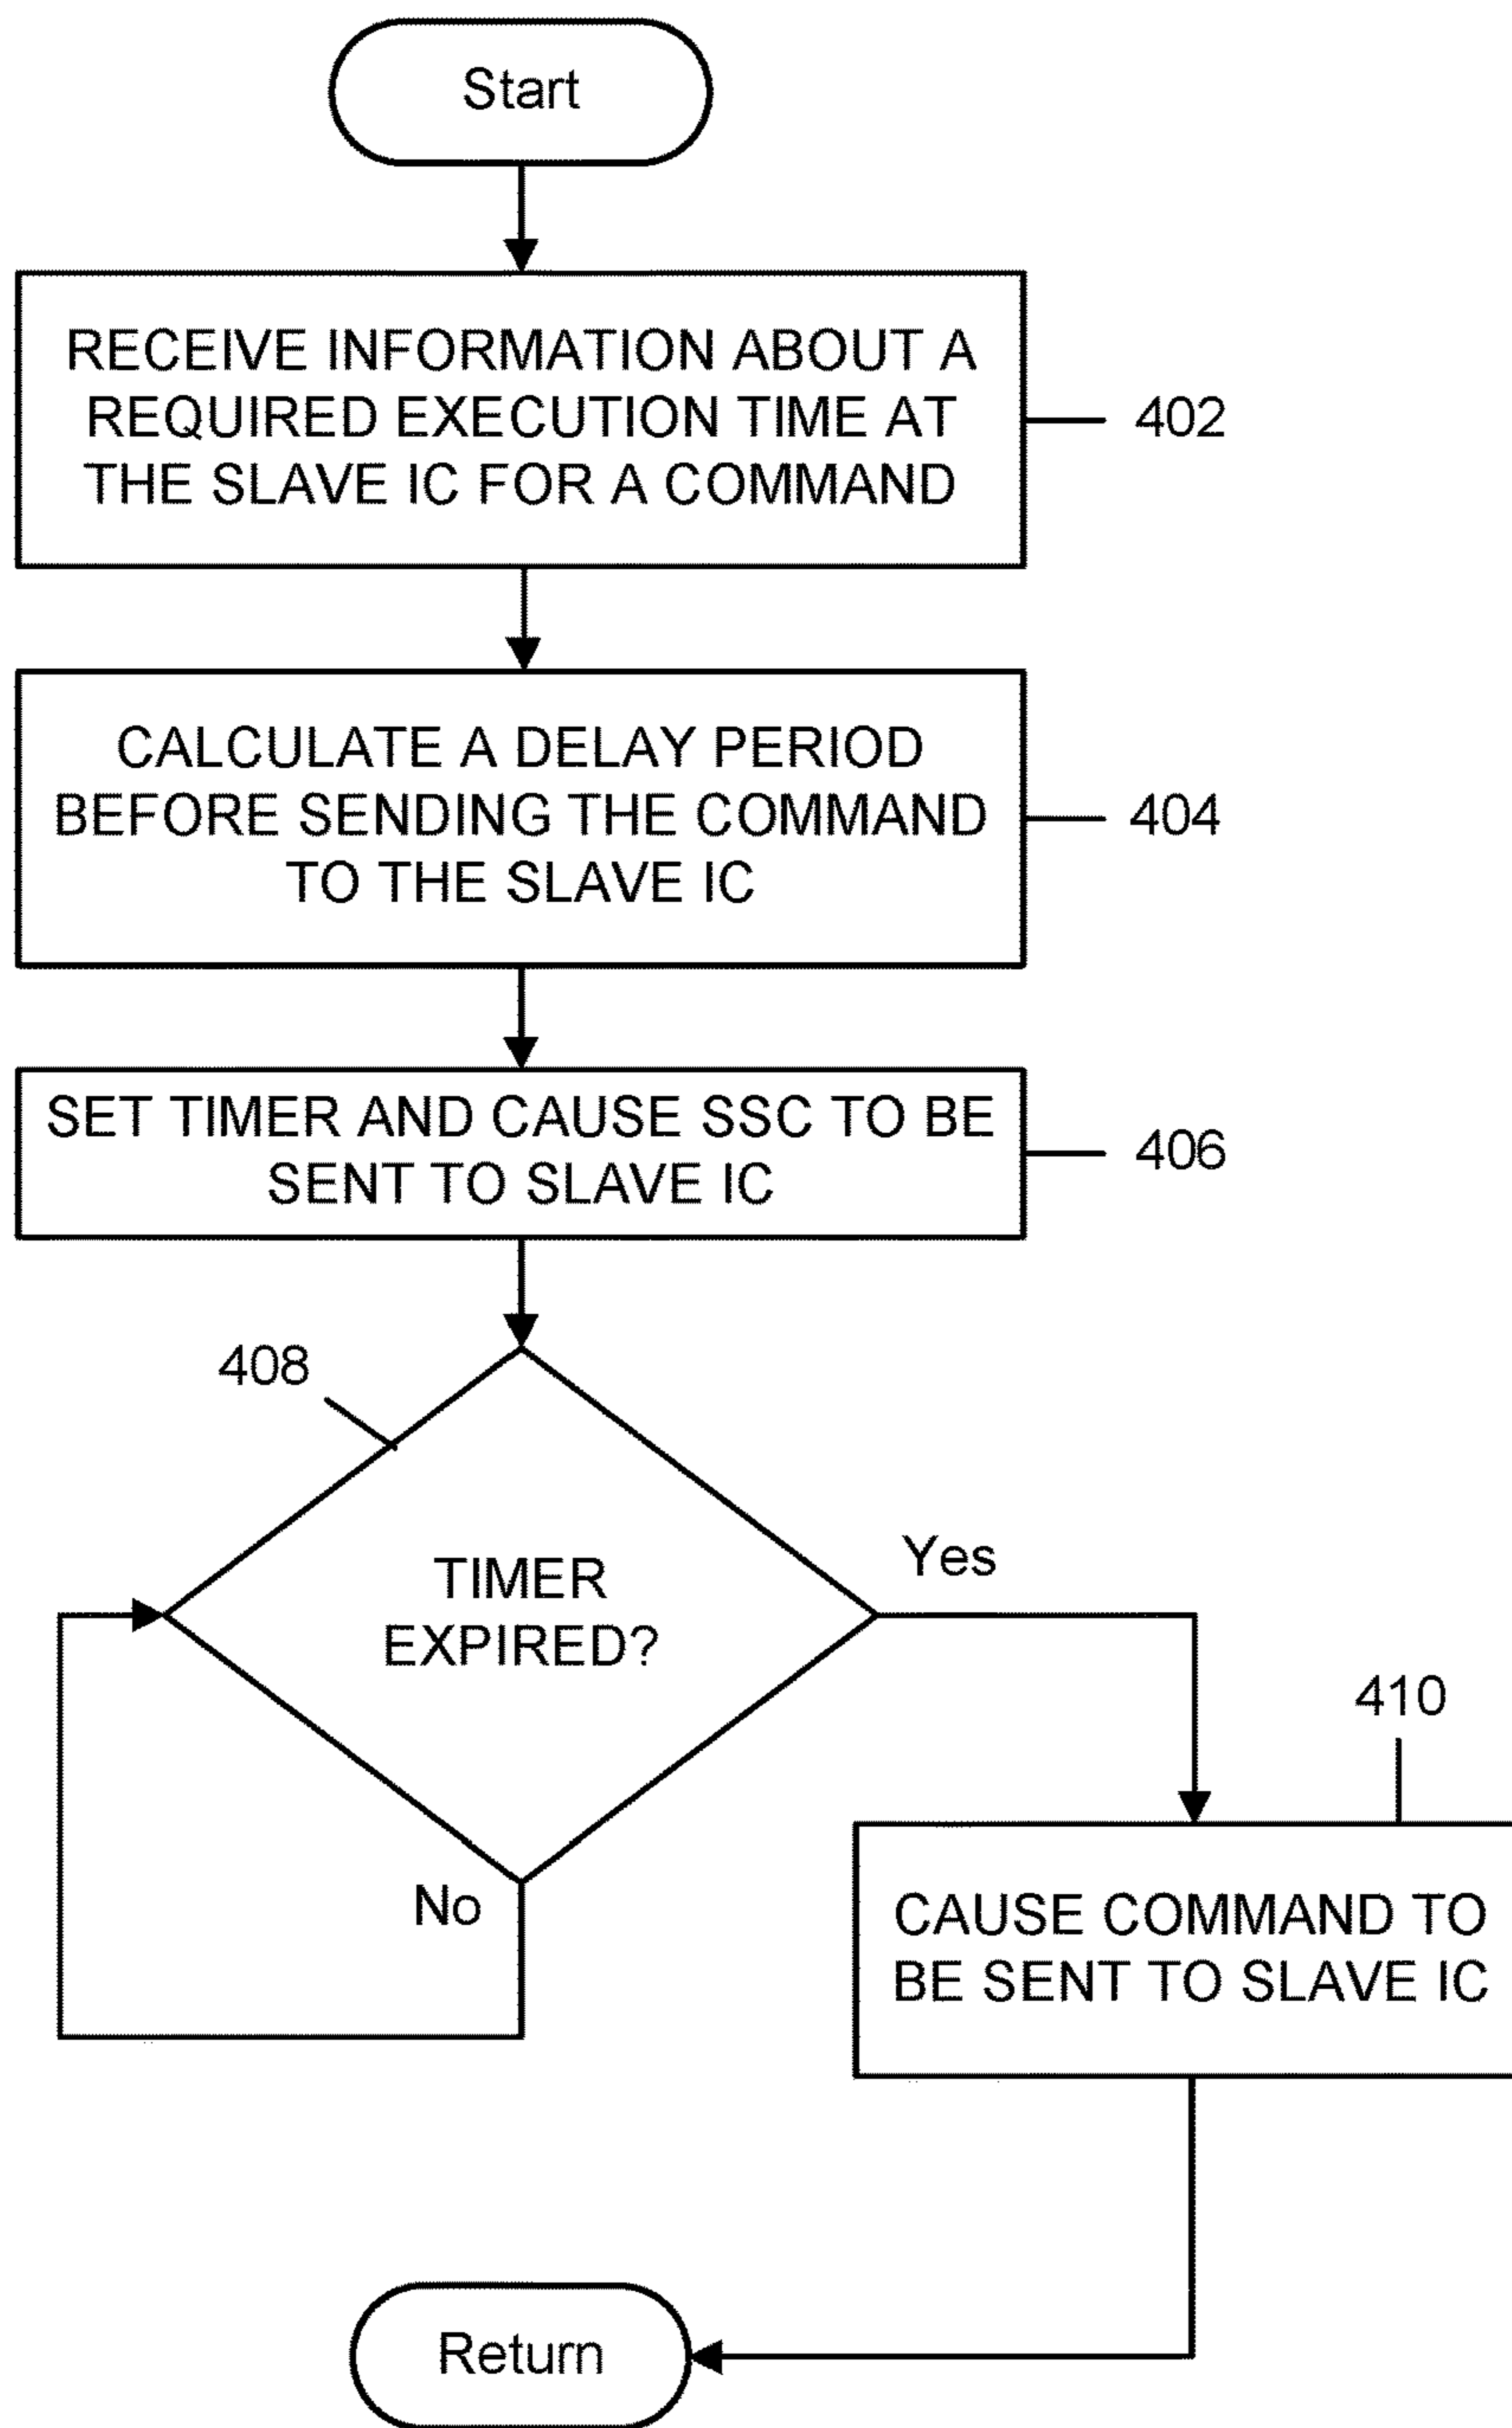 Start
RECEIVE INFORMATION ABOUT A
REQUIRED EXECUTION TIME AT
THE SLAVE IC FOR A COMMAND
402
CALCULATE A DELAY PERIOD
BEFORE SENDING THE COMMAND
TO THE SLAVE IC
404
SET TIMER AND CAUSE SSC TO BE
SENT TO SLAVE IC
406
408
TIMER
EXPIRED?
Yes
No
410
CAUSE COMMAND TO
BE SENT TO SLAVE IC
Return